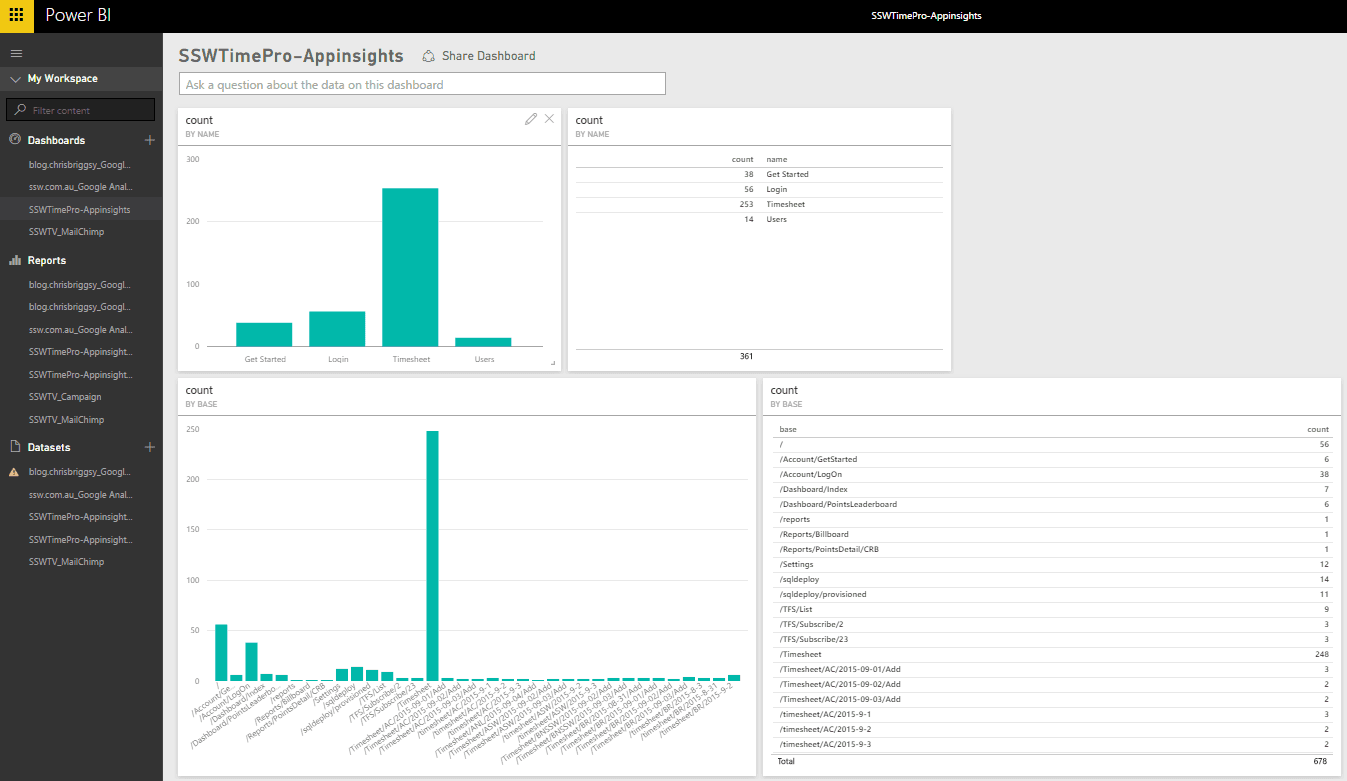 Power BI
SSWTimePro-Appinsights
My Workspace
Filter content
Dashboards
blog.chrisbriggsy_Googl...
ssw.com.au_Google Anal...
SSWTimePro-Appinsights
SSWTV_MailChimp
Reports
blog.chrisbriggsy_Googl...
blog.chrisbriggsy_Googl...
ssw.com.au_Google Anal...
SSWTimePro-Appinsight...
SSWTimePro-Appinsight...
SSWTV_Campaign
SSWTV_MailChimp
Datasets
blog.chrisbriggsy_Googl...
ssw.com.au_Google Anal...
SSWTimePro-Appinsight...
SSWTimePro-Appinsight...
SSWTV_MailChimp
SSWTimePro-Appinsights Share Dashboard
Ask a question about the data on this dashboard
count
BY NAME
300
200
100
0
Get Started Login Timesheet Users
count
BY NAME
count name
38 Get Started
56 Login
253 Timesheet
14 Users
361
count
BY BASE
250
200
150
100
50
0
/
/Account/Ge...
/Account/LogOn
/Dashboard/Index
/Dashboard/PointsLeaderbo...
/reports
/Reports/Billboard
/Reports/PointsDetail/CRB
/Settings
/sqldeploy
/sqldeploy/provisioned
/TFS/List
/TFS/Subscribe/2
/TFS/Subscribe/23
/Timesheet
/Timesheet/AC/2015-09-01/Add
/Timesheet/AC/2015-09-02/Add
/Timesheet/AC/2015-09-03/Add
/timesheet/AC/2015-9-1
/timesheet/AC/2015-9-2
/timesheet/AC/2015-9-3
/Timesheet/ANL/2015-09-04/Add
/Timesheet/ASW/2015-09-02/Add
/Timesheet/ASW/2015-09-03/Add
/timesheet/ASW/2015-9-2
/timesheet/ASW/2015-9-3
/Timesheet/BNSSW/2015-09-02/Add
/Timesheet/BNSSW/2015-09-03/Add
/Timesheet/BR/2015-08-31/Add
/Timesheet/BR/2015-09-01/Add
/Timesheet/BR/2015-09-02/Add
/Timesheet/BR/2015-09-03/Add
/timesheet/BR/2015-8-3
/timesheet/BR/2015-8-31
/timesheet/BR/2015-9-2
count
BY BASE
base count
/ 56
/Account/GetStarted 6
/Account/LogOn 38
/Dashboard/Index 7
/Dashboard/PointsLeaderboard 6
/reports 1
/Reports/Billboard 1
/Reports/PointsDetail/CRB 1
/Settings 12
/sqldeploy 14
/sqldeploy/provisioned 11
/TFS/List 9
/TFS/Subscribe/2 3
/TFS/Subscribe/23 3
/Timesheet 248
/Timesheet/AC/2015-09-01/Add 3
/Timesheet/AC/2015-09-02/Add 2
/Timesheet/AC/2015-09-03/Add 2
/timesheet/AC/2015-9-1 3
/timesheet/AC/2015-9-2 2
/timesheet/AC/2015-9-3 2
Total 678